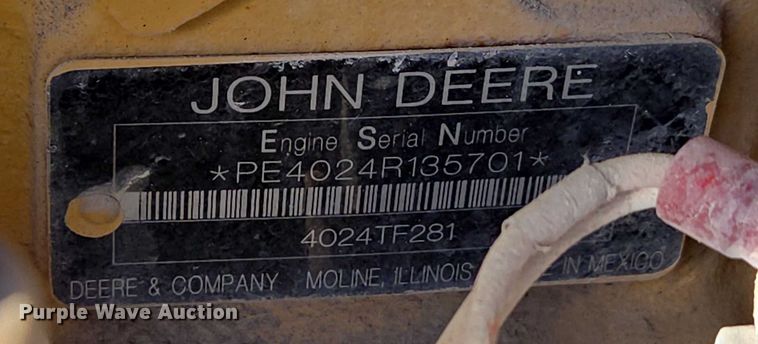 JOHN DEERE
Engine Serial Number
*PE4024R135701*
4024TF281
DEERE & COMPANY MOLINE, ILLINOIS IN MEXICO
Purple Wave Auction